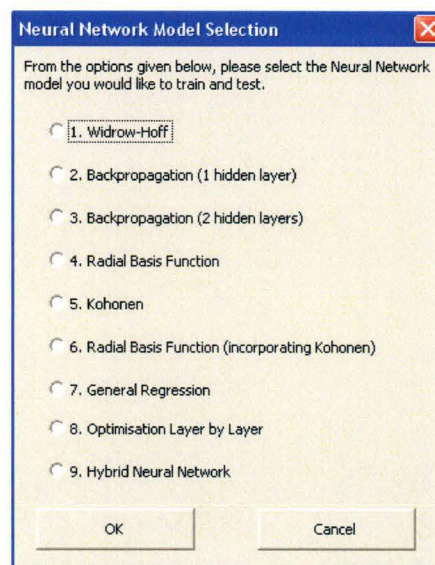 Neural Network Model Selection
From the options given below, please select the Neural Network
model you would like to train and test.
1. Widrow-Hoff
2. Backpropagation (1 hidden layer)
3. Backpropagation (2 hidden layers)
4. Radial Basis Function
5. Kohonen
6. Radial Basis Function (incorporating Kohonen)
7. General Regression
8. Optimisation Layer by Layer
9. Hybrid Neural Network
OK Cancel